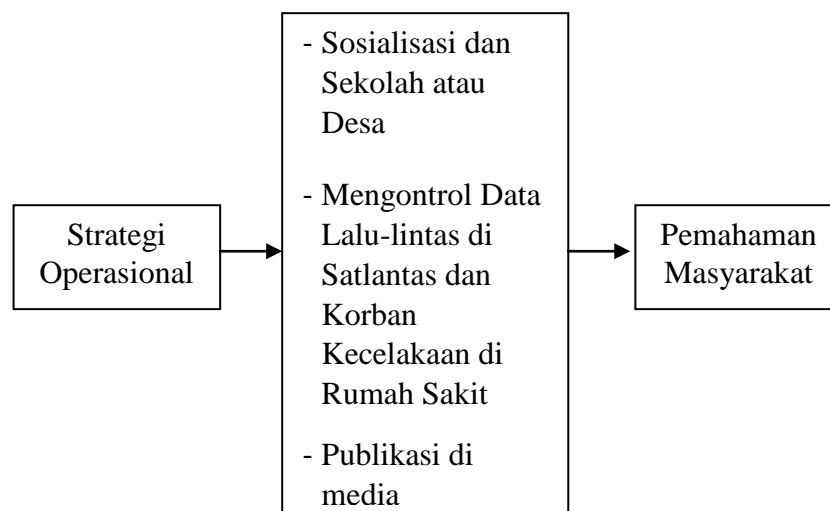 Strategi
Operasional
- Sosialisasi dan
Sekolah atau
Desa
- Mengontrol Data
Lalu-lintas di
Satlantas dan
Korban
Kecelakaan di
Rumah Sakit
- Publikasi di
media
Pemahaman
Masyarakat